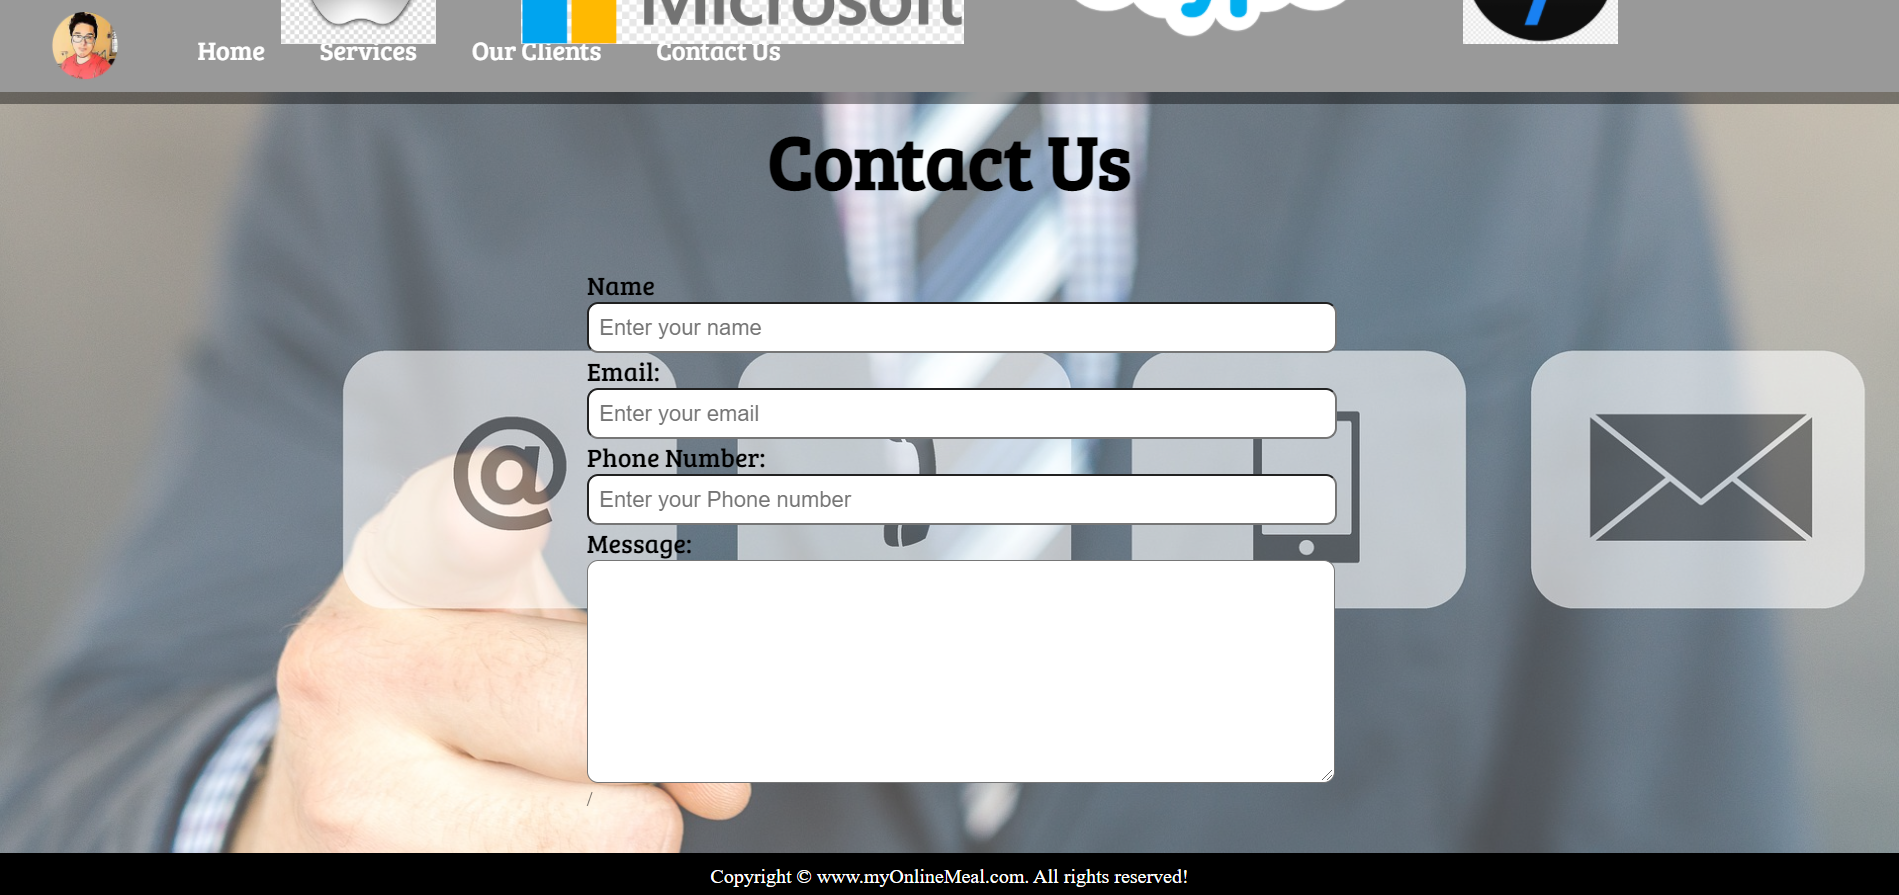 Microsoft
Home Services Our Clients Contact Us
Contact Us
Name
Enter your name
@
Email:
Enter your email
Phone Number:
Enter your Phone number
Message:
/
Copyright © www.myOnlineMeal.com. All rights reserved!